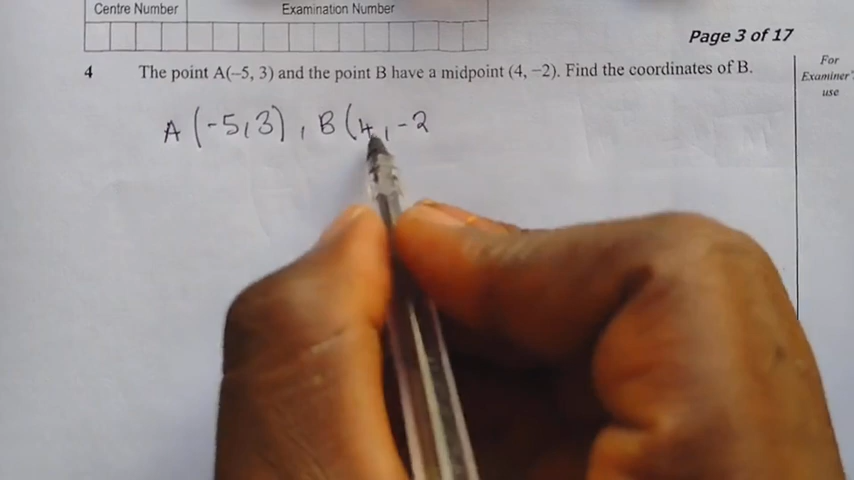 Centre Number Examination Number
Page 3 of 17
4 The point A(–5, 3) and the point B have a midpoint (4, –2). Find the coordinates of B.
For
Examiner's
use
A (-5,3) , B (4, -2